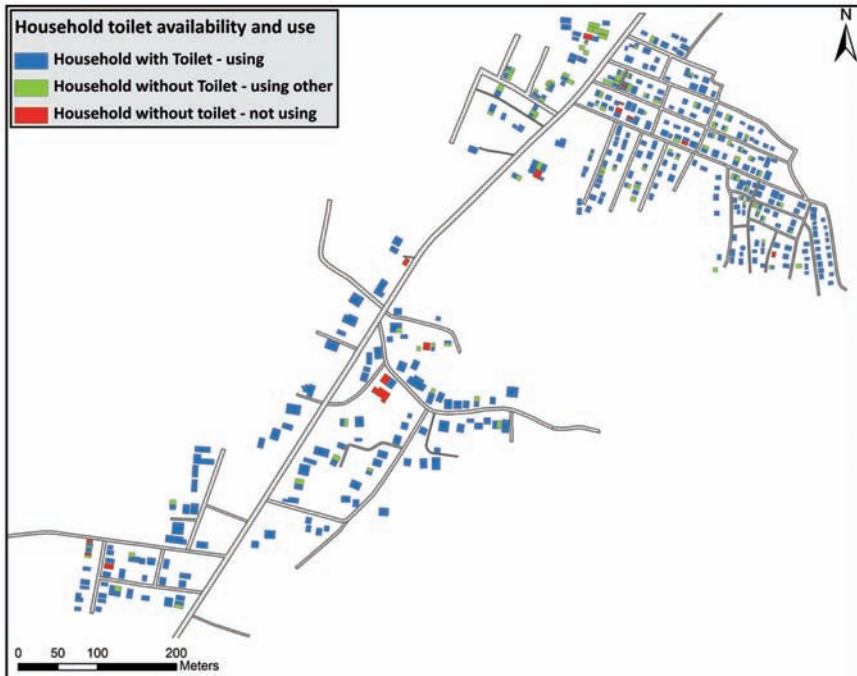 Household toilet availability and use
Household with Toilet - using
Household without Toilet - using other
Household without toilet - not using
N
0 50 100 200
Meters